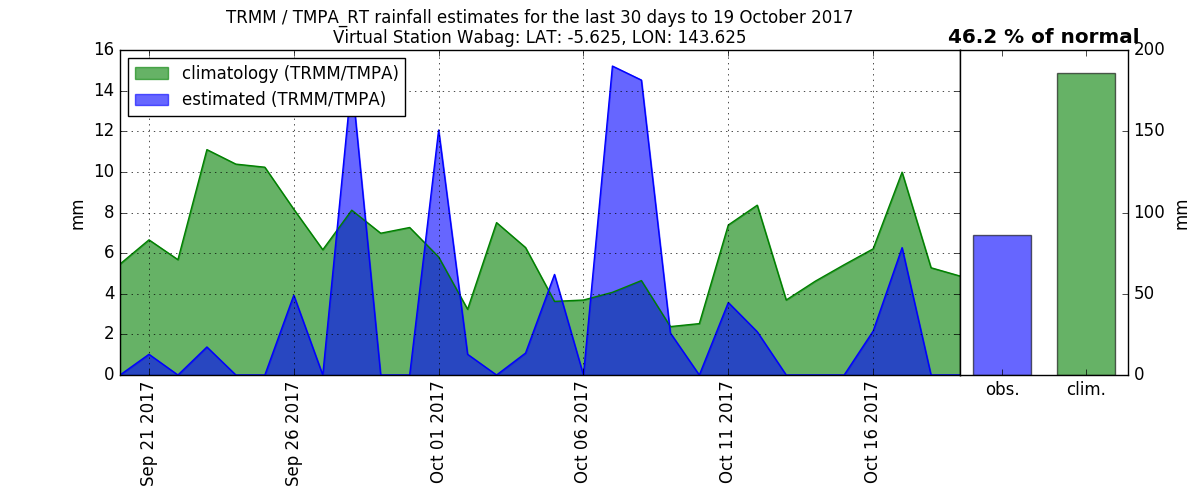 TRMM / TMPA_RT rainfall estimates for the last 30 days to 19 October 2017
Virtual Station Wabag: LAT: -5.625, LON: 143.625
46.2 % of normal
climatology (TRMM/TMPA)
estimated (TRMM/TMPA)
16
14
12
10
8
6
4
2
0
mm
Sep 21 2017
Sep 26 2017
Oct 01 2017
Oct 06 2017
Oct 11 2017
Oct 16 2017
200
150
100
50
0
mm
obs.
clim.